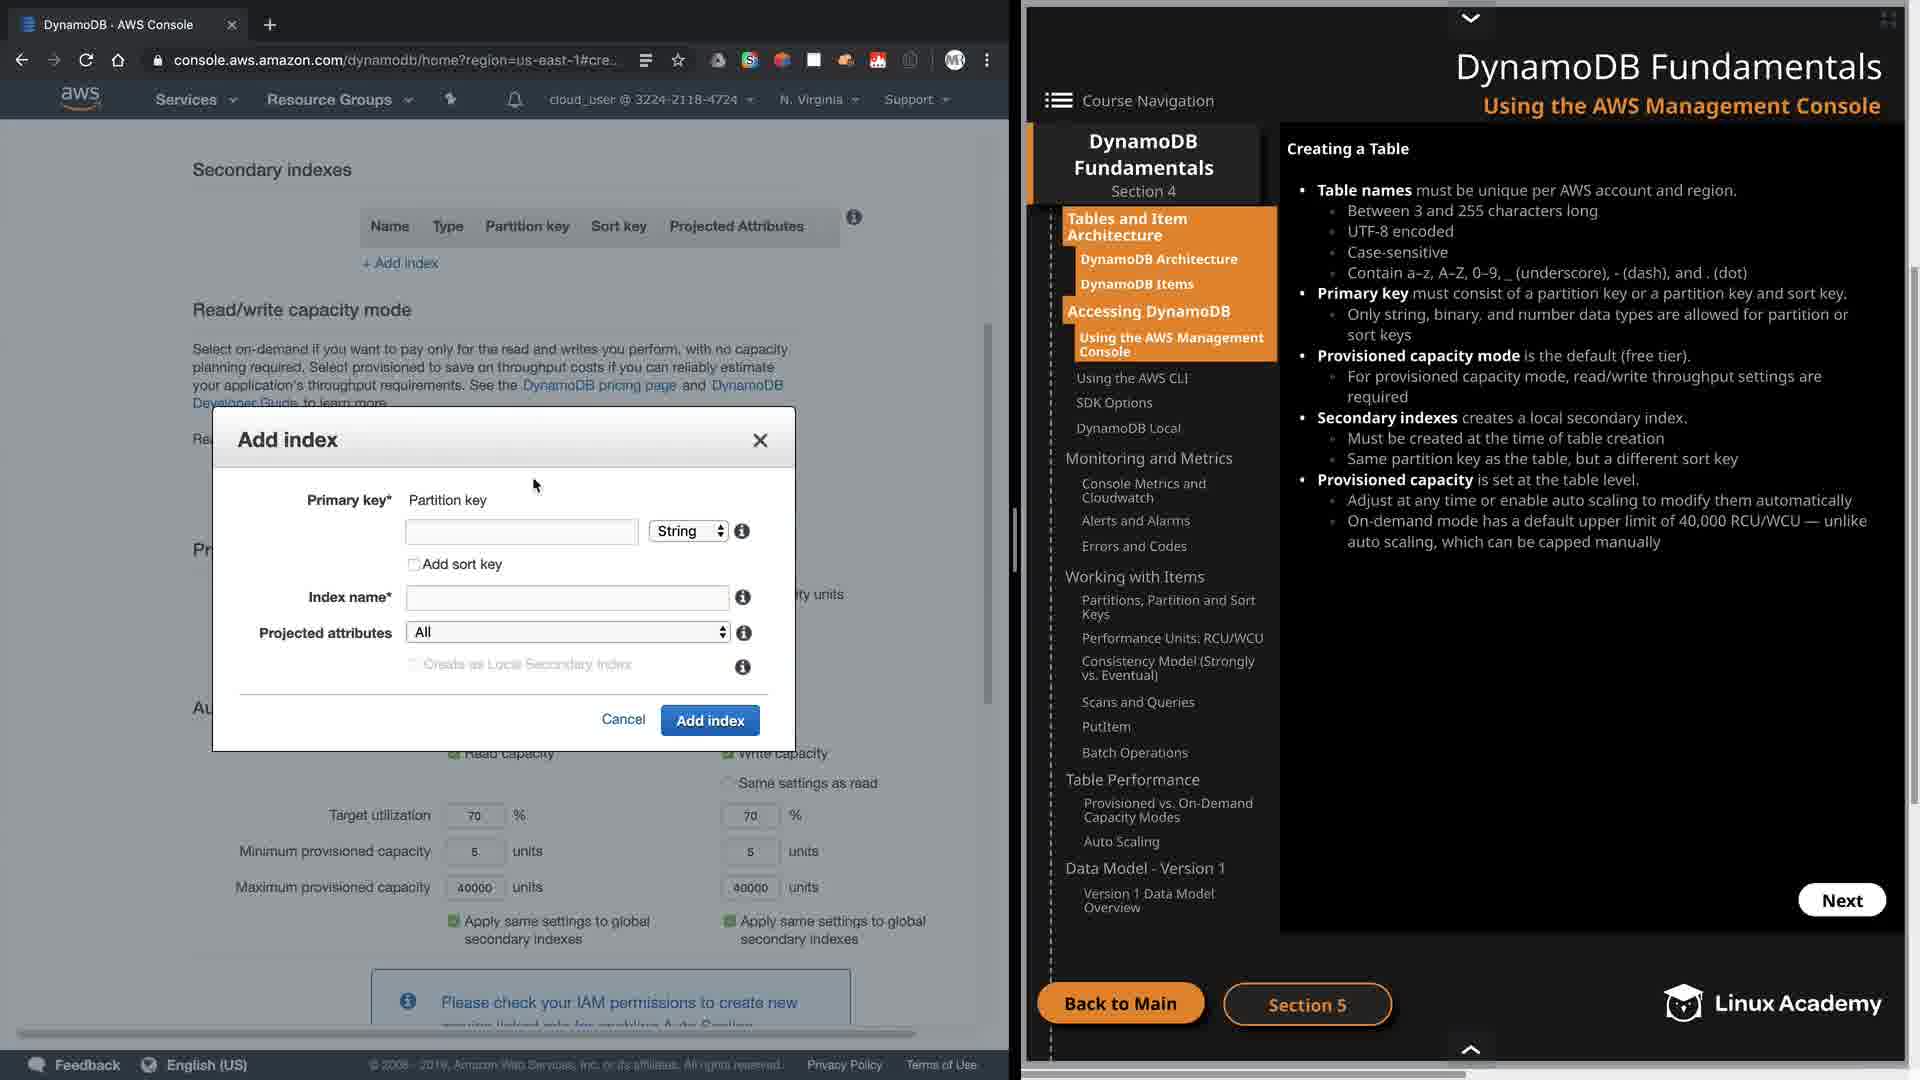 DynamoDB - AWS Console
console.aws.amazon.com/dynamodb/home?region=us-east-1#cre...
aws
Services
Resource Groups
cloud_user @ 3224-2118-4724
N. Virginia
Support
Secondary indexes
Name Type Partition key Sort key Projected Attributes
+ Add index
Read/write capacity mode
Select on-demand if you want to pay only for the read and writes you perform, with no capacity
planning required. Select provisioned to save on throughput costs if you can reliably estimate
your application's throughput requirements. See the DynamoDB pricing page and DynamoDB
Developer Guide to learn more
Add index
Primary key* Partition key
String
Add sort key
Index name*
Projected attributes All
Create as Local Secondary Index
Cancel Add index
Read capacity Write capacity
Same settings as read
Target utilization 70 % 70 %
Minimum provisioned capacity 5 units 5 units
Maximum provisioned capacity 40000 units 40000 units
Apply same settings to global
secondary indexes
Apply same settings to global
secondary indexes
Please check your IAM permissions to create new
Feedback English (US)
© 2008 - 2019, Amazon Web Services, Inc. or its affiliates. All rights reserved. Privacy Policy Terms of Use
DynamoDB Fundamentals
Using the AWS Management Console
Course Navigation
DynamoDB
Fundamentals
Section 4
Tables and Item
Architecture
DynamoDB Architecture
DynamoDB Items
Accessing DynamoDB
Using the AWS Management
Console
Using the AWS CLI
SDK Options
DynamoDB Local
Monitoring and Metrics
Console Metrics and
Cloudwatch
Alerts and Alarms
Errors and Codes
Working with Items
Partitions, Partition and Sort
Keys
Performance Units: RCU/WCU
Consistency Model (Strongly
vs. Eventual)
Scans and Queries
PutItem
Batch Operations
Table Performance
Provisioned vs. On-Demand
Capacity Modes
Auto Scaling
Data Model - Version 1
Version 1 Data Model
Overview
Creating a Table
• Table names must be unique per AWS account and region.
◦ Between 3 and 255 characters long
◦ UTF-8 encoded
◦ Case-sensitive
◦ Contain a–z, A–Z, 0–9, _ (underscore), - (dash), and . (dot)
• Primary key must consist of a partition key or a partition key and sort key.
◦ Only string, binary, and number data types are allowed for partition or
sort keys
• Provisioned capacity mode is the default (free tier).
◦ For provisioned capacity mode, read/write throughput settings are
required
• Secondary indexes creates a local secondary index.
◦ Must be created at the time of table creation
◦ Same partition key as the table, but a different sort key
• Provisioned capacity is set at the table level.
◦ Adjust at any time or enable auto scaling to modify them automatically
◦ On-demand mode has a default upper limit of 40,000 RCU/WCU — unlike
auto scaling, which can be capped manually
Next
Back to Main
Section 5
Linux Academy